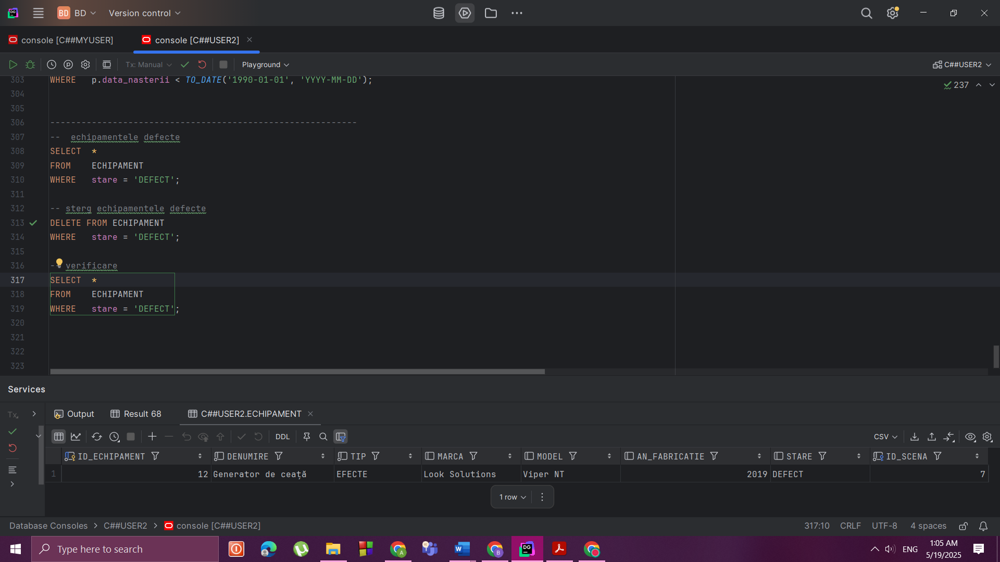 BD BD Version control
console [C##MYUSER] console [C##USER2]
Tx: Manual Playground C##USER2
303 WHERE p.data_nasterii < TO_DATE('1990-01-01', 'YYYY-MM-DD');
237
304
305
306 -----------------------------------------------------------
307 -- echipamentele defecte
308 SELECT *
309 FROM ECHIPAMENT
310 WHERE stare = 'DEFECT';
311
312 -- sterg echipamentele defecte
313 DELETE FROM ECHIPAMENT
314 WHERE stare = 'DEFECT';
315
316 -- verificare
317 SELECT *
318 FROM ECHIPAMENT
319 WHERE stare = 'DEFECT';
320
321
322
323
Services
Tx Output Result 68 C##USER2.ECHIPAMENT
DDL CSV
ID_ECHIPAMENT DENUMIRE TIP MARCA MODEL AN_FABRICATIE STARE ID_SCENA
1 12 Generator de ceață EFECTE Look Solutions Viper NT 2019 DEFECT 7
1 row
Database Consoles > C##USER2 > console [C##USER2] 317:10 CRLF UTF-8 4 spaces
Type here to search ENG 1:05 AM
5/19/2025